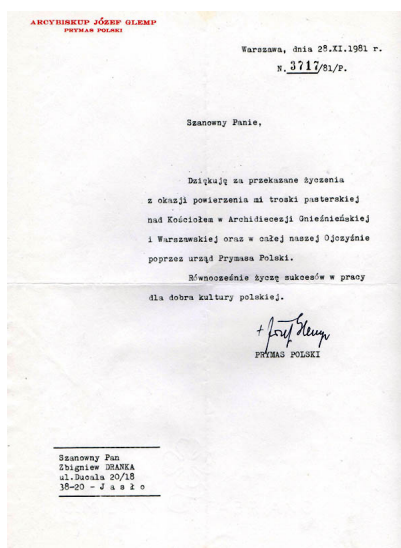 ARCYBISKUP JÓZEF GLEMP
PRYMAS POLSKI
Warszawa, dnia 28.XI.1981 r.
N. 3717/81/P.
Szanowny Panie,
Dziękuję za przekazane życzenia
z okazji powierzenia mi troski pasterskiej
nad Kościołem w Archidiecezji Gnieźnieńskiej
i Warszawskiej oraz w całej naszej Ojczyźnie
poprzez urząd Prymasa Polski.
Równocześnie życzę sukcesów w pracy
dla dobra kultury polskiej.
+ Józef Glemp
PRYMAS POLSKI
Szanowny Pan
Zbigniew DRANKA
ul.Ducala 20/18
38-20 - J a s ł o